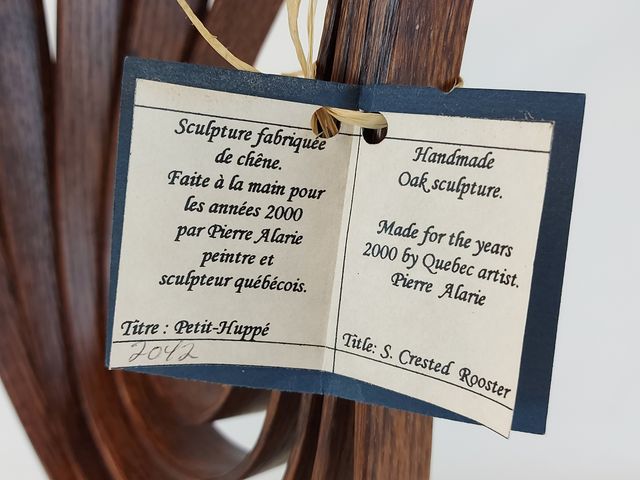 Sculpture fabriquée
de chêne.
Faite à la main pour
les années 2000
par Pierre Alarie
peintre et
sculpteur québécois.
Titre : Petit-Huppé
2042
Handmade
Oak sculpture.
Made for the years
2000 by Quebec artist.
Pierre Alarie
Title: S. Crested Rooster